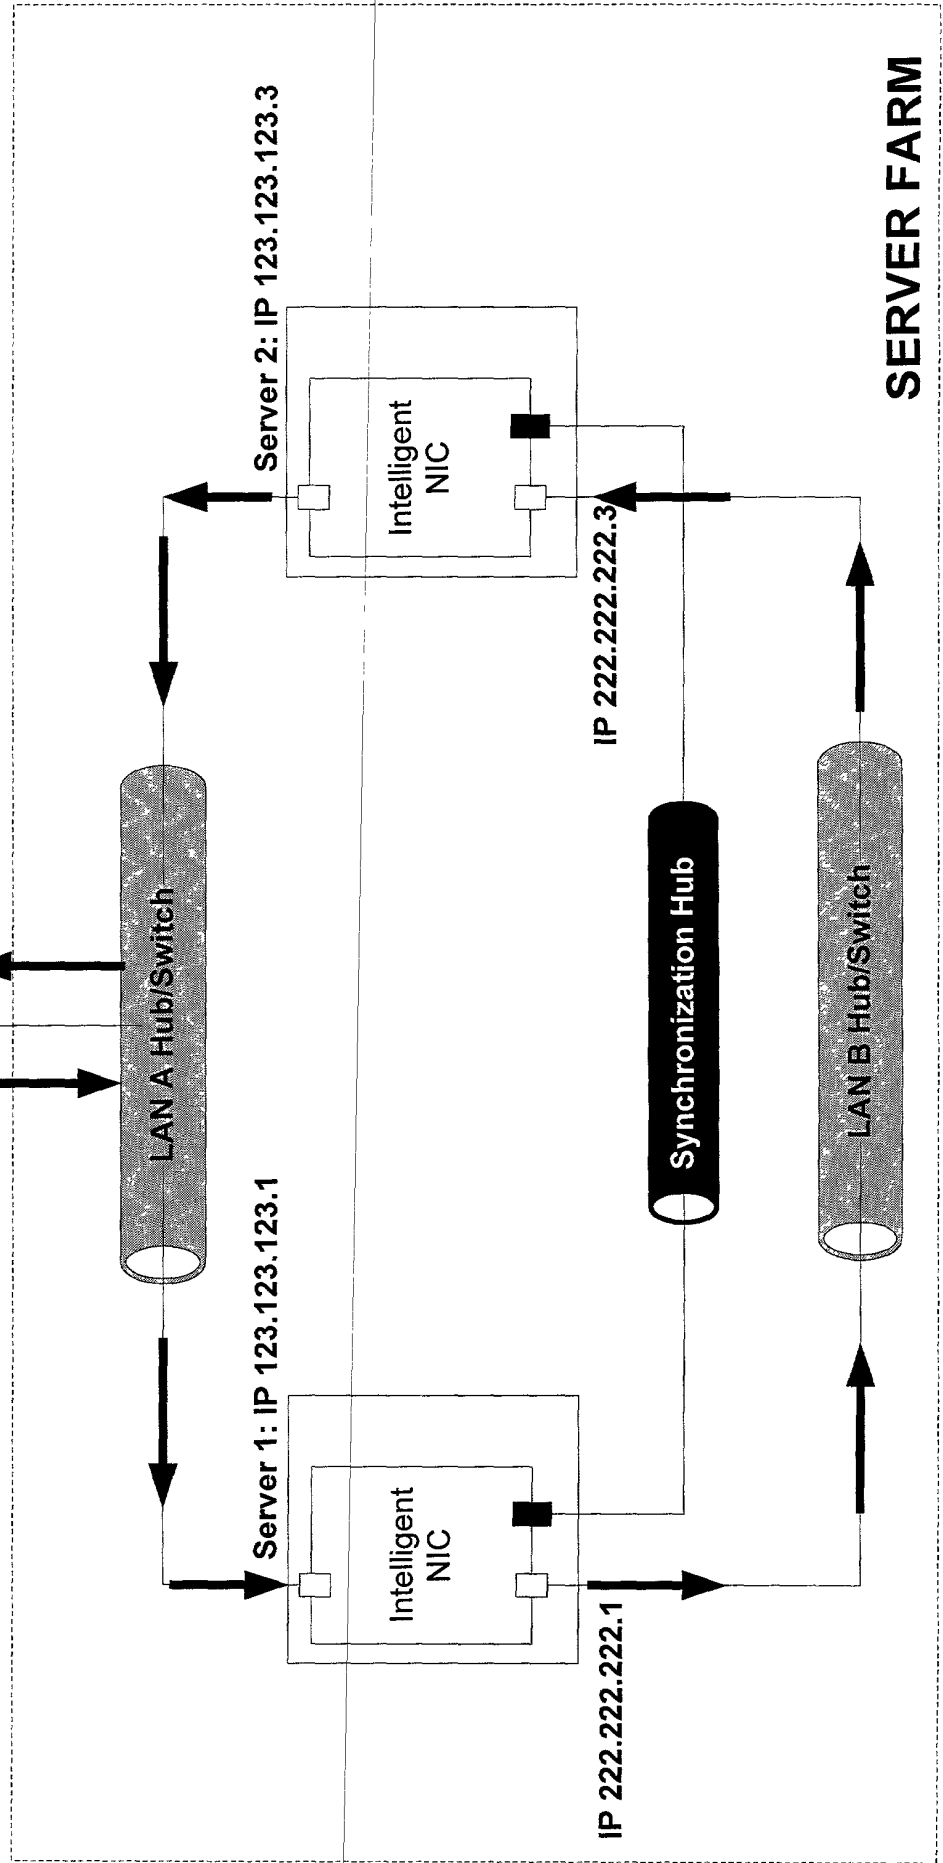 LAN A Hub/Switch
Server 1: IP 123.123.123.1
Server 2: IP 123.123.123.3
Intelligent
NIC
Intelligent
NIC
IP 222.222.222.1
IP 222.222.222.3
Synchronization Hub
LAN B Hub/Switch
SERVER FARM